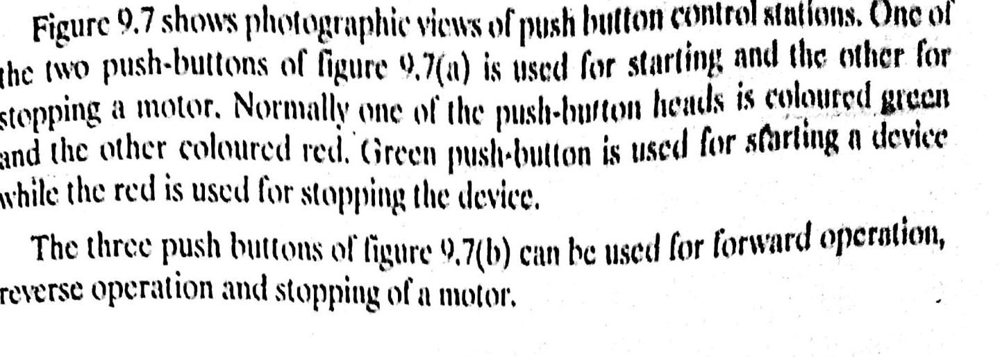 Figure 9.7 shows photographic views of push button control stations. One of
the two push-buttons of figure 9.7(a) is used for starting and the other for
stopping a motor. Normally one of the push-button heads is coloured green
and the other coloured red. Green push-button is used for starting a device
while the red is used for stopping the device.
The three push buttons of figure 9.7(b) can be used for forward operation,
reverse operation and stopping of a motor.